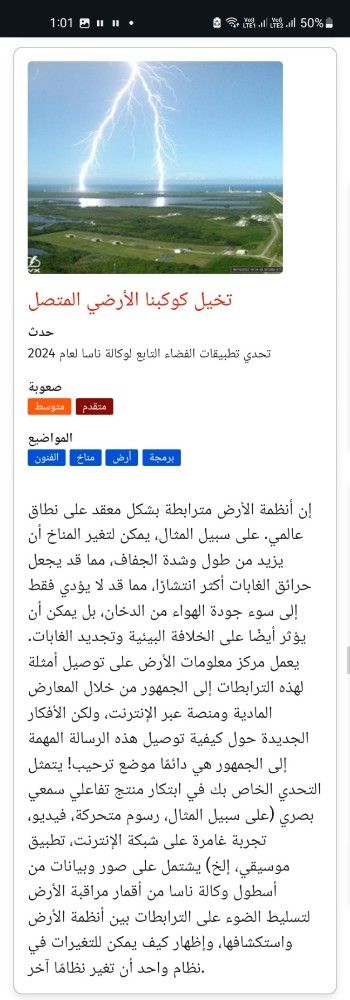 1:01
Vo)) LTE1 Vo)) LTE2 50%
تخيل كوكبنا الأرضي المتصل
حدث
تحدي تطبيقات الفضاء التابع لوكالة ناسا لعام 2024
صعوبة
متقدم متوسط
المواضيع
برمجة أرض مناخ الفنون
إن أنظمة الأرض مترابطة بشكل معقد على نطاق
عالمي. على سبيل المثال، يمكن لتغير المناخ أن
يزيد من طول وشدة الجفاف، مما قد يجعل
حرائق الغابات أكثر انتشارًا، مما قد لا يؤدي فقط
إلى سوء جودة الهواء من الدخان، بل يمكن أن
يؤثر أيضًا على الخلافة البيئية وتجديد الغابات.
يعمل مركز معلومات الأرض على توصيل أمثلة
لهذه الترابطات إلى الجمهور من خلال المعارض
المادية ومنصة عبر الإنترنت، ولكن الأفكار
الجديدة حول كيفية توصيل هذه الرسالة المهمة
إلى الجمهور هي دائمًا موضع ترحيب! يتمثل
التحدي الخاص بك في ابتكار منتج تفاعلي سمعي
بصري (على سبيل المثال، رسوم متحركة، فيديو،
تجربة غامرة على شبكة الإنترنت، تطبيق
موسيقي، إلخ) يشتمل على صور وبيانات من
أسطول وكالة ناسا من أقمار مراقبة الأرض
لتسليط الضوء على الترابطات بين أنظمة الأرض
واستكشافها، وإظهار كيف يمكن للتغيرات في
نظام واحد أن تغير نظامًا آخر.